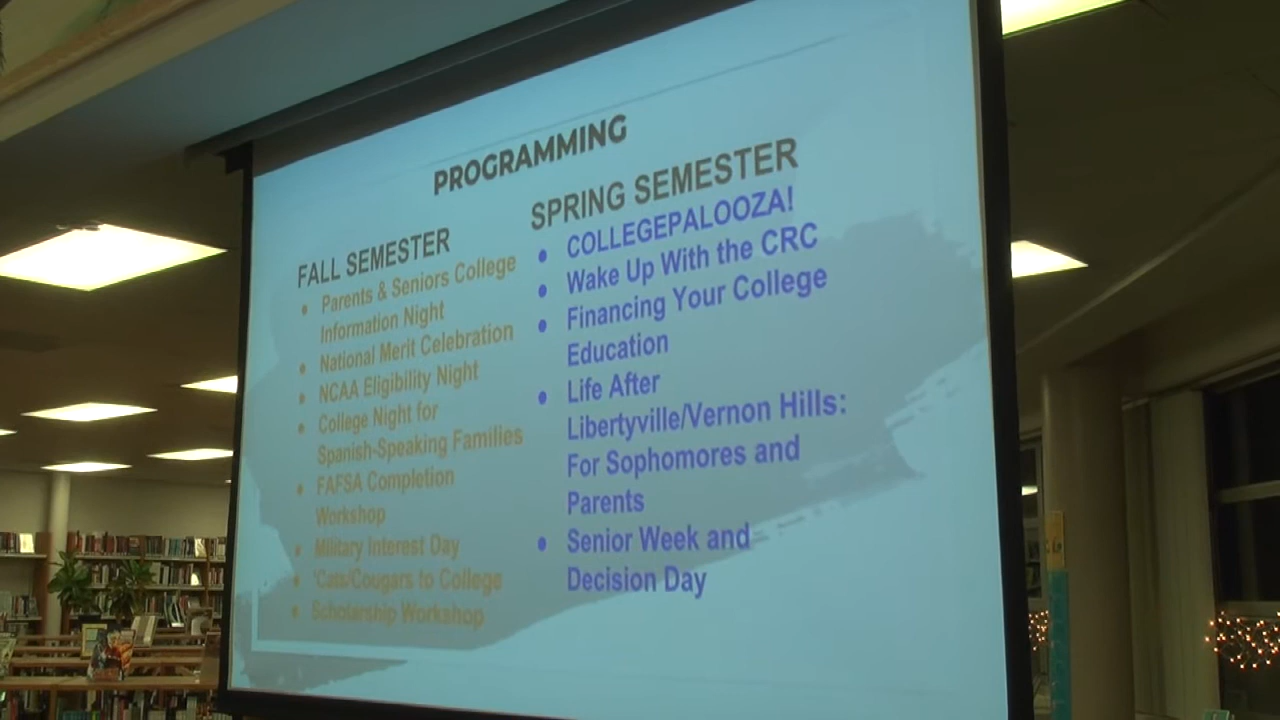 PROGRAMMING
FALL SEMESTER
• Parents & Seniors College
Information Night
• National Merit Celebration
• NCAA Eligibility Night
• College Night for
Spanish-Speaking Families
• FAFSA Completion
Workshop
• Military Interest Day
• 'Cats/Cougars to College
• Scholarship Workshop
SPRING SEMESTER
• COLLEGEPALOOZA!
• Wake Up With the CRC
• Financing Your College
Education
• Life After
Libertyville/Vernon Hills:
For Sophomores and
Parents
• Senior Week and
Decision Day